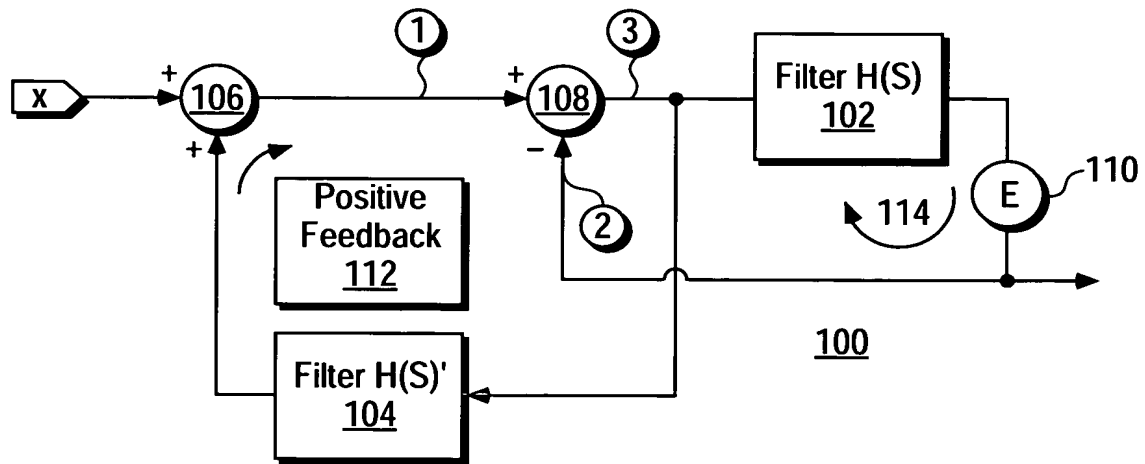 1
3
X
+
106
+
108
Filter H(S)
102
+
-
Positive
Feedback
112
2
114
E
110
Filter H(S)'
104
100